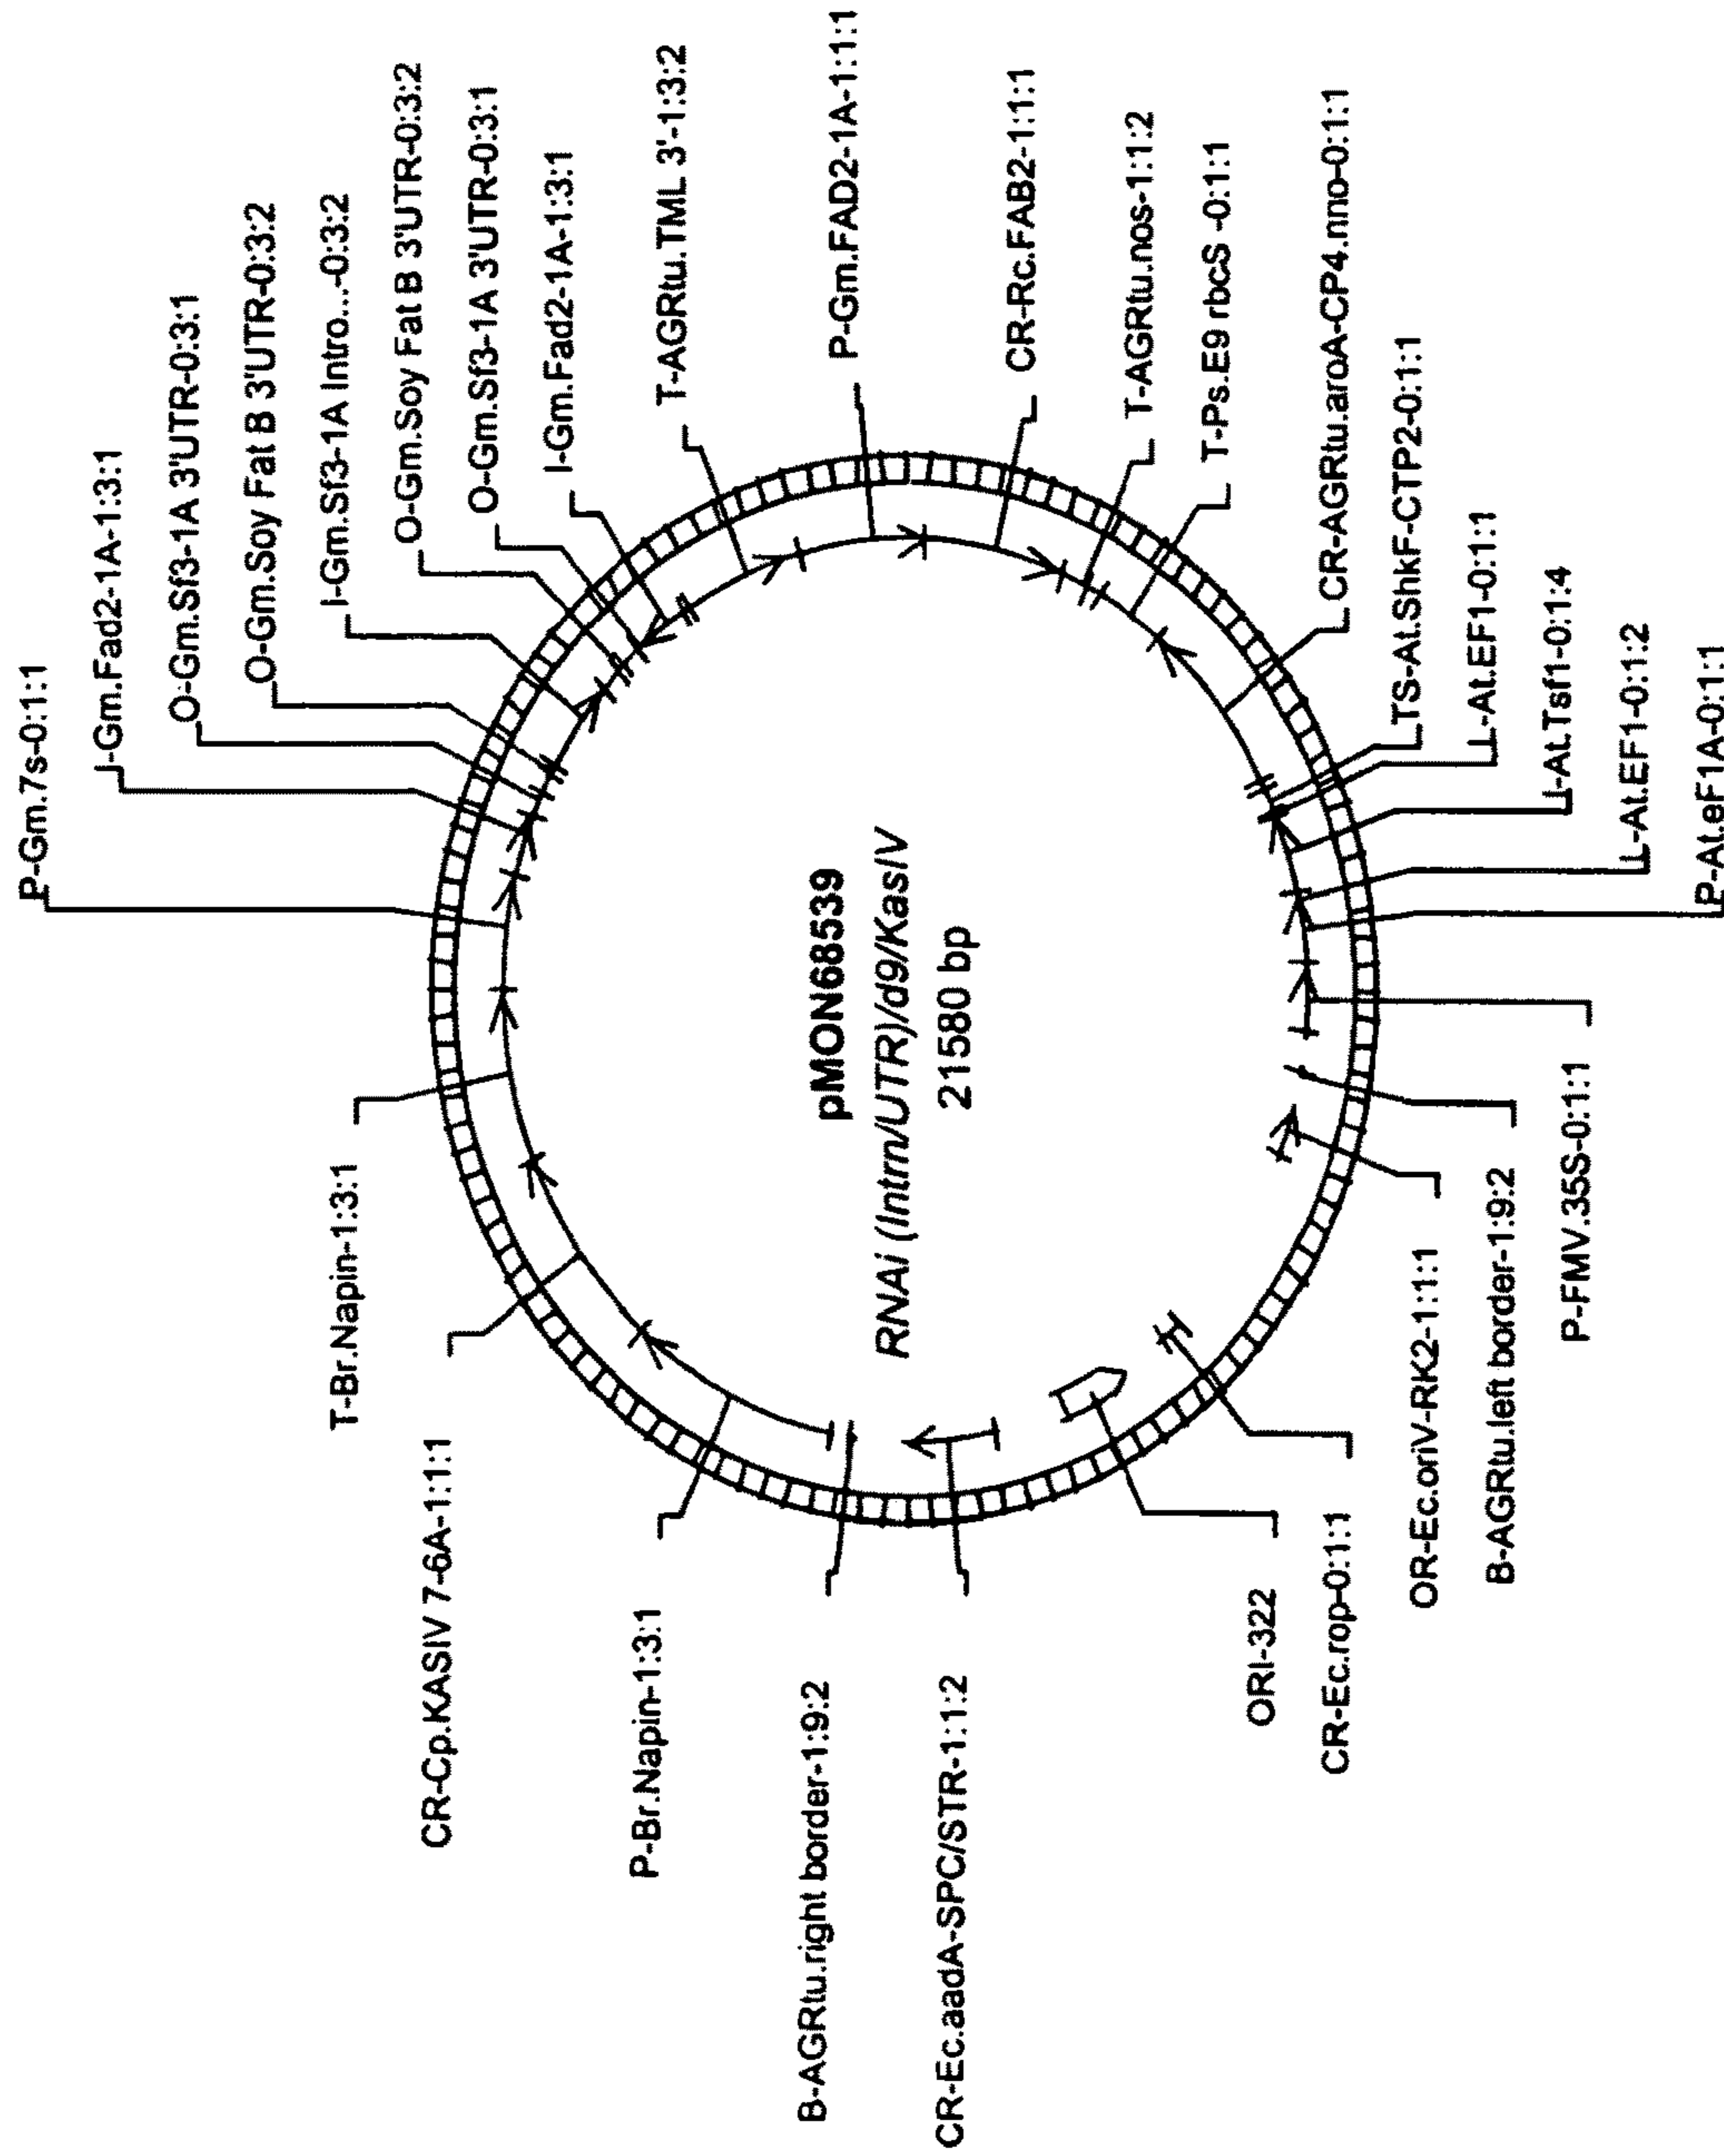 pMON68539
RNAi (Intrn/UTR)/d9/KasIV
21580 bp
P-Gm.7s-0:1:1
I-Gm.Fad2-1A-1:3:1
O-Gm.Sf3-1A 3'UTR-0:3:1
O-Gm.Soy Fat B 3'UTR-0:3:2
I-Gm.Sf3-1A Intro...-0:3:2
O-Gm.Soy Fat B 3'UTR-0:3:2
O-Gm.Sf3-1A 3'UTR-0:3:1
I-Gm.Fad2-1A-1:3:1
T-AGRtu.TML 3'-1:3:2
P-Gm.FAD2-1A-1:1:1
CR-Rc.FAB2-1:1:1
T-AGRtu.nos-1:1:2
T-Ps.E9 rbcS -0:1:1
CR-AGRtu.aroA-CP4.nno-0:1:1
TS-At.ShkF-CTP2-0:1:1
L-At.EF1-0:1:1
I-At.Tsf1-0:1:4
L-At.EF1-0:1:2
P-At.eF1A-0:1:1
P-FMV.35S-0:1:1
B-AGRtu.left border-1:9:2
OR-Ec.oriV-RK2-1:1:1
CR-Ec.rop-0:1:1
ORI-322
CR-Ec.aadA-SPC/STR-1:1:2
B-AGRtu.right border-1:9:2
P-Br.Napin-1:3:1
CR-Cp.KASIV 7-6A-1:1:1
T-Br.Napin-1:3:1